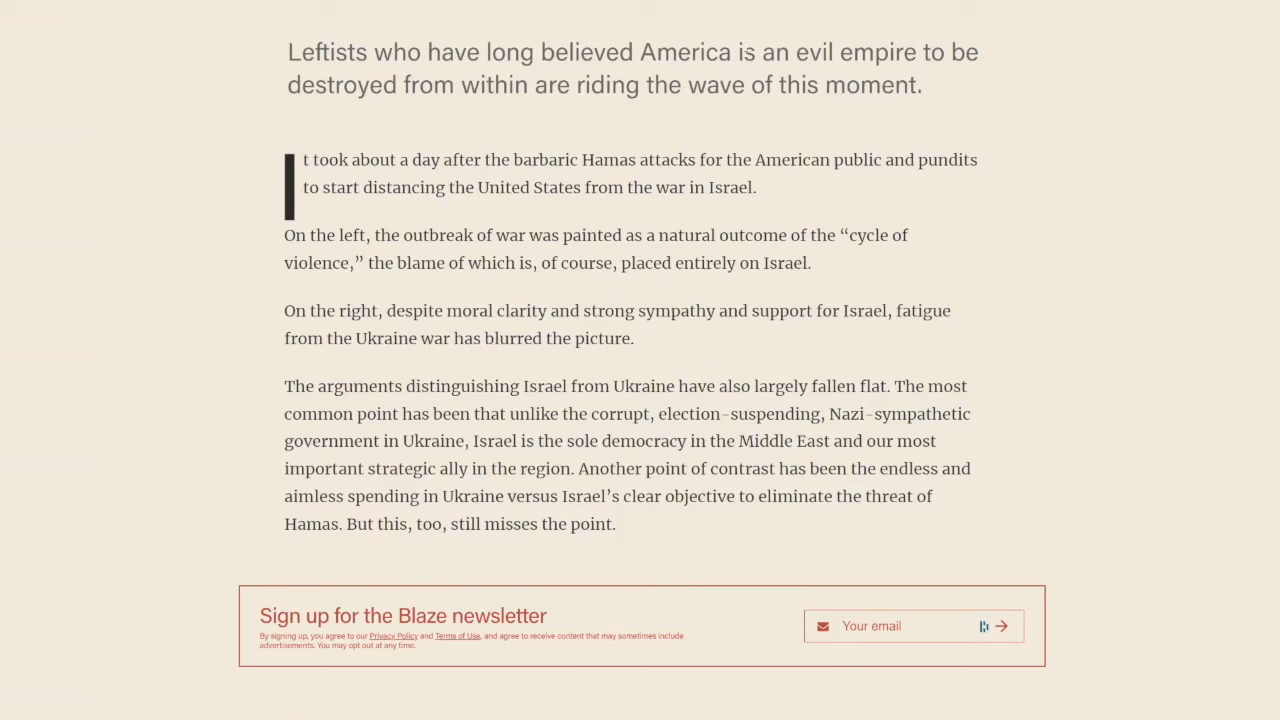 Leftists who have long believed America is an evil empire to be
destroyed from within are riding the wave of this moment.
It took about a day after the barbaric Hamas attacks for the American public and pundits
to start distancing the United States from the war in Israel.
On the left, the outbreak of war was painted as a natural outcome of the “cycle of
violence,” the blame of which is, of course, placed entirely on Israel.
On the right, despite moral clarity and strong sympathy and support for Israel, fatigue
from the Ukraine war has blurred the picture.
The arguments distinguishing Israel from Ukraine have also largely fallen flat. The most
common point has been that unlike the corrupt, election-suspending, Nazi-sympathetic
government in Ukraine, Israel is the sole democracy in the Middle East and our most
important strategic ally in the region. Another point of contrast has been the endless and
aimless spending in Ukraine versus Israel’s clear objective to eliminate the threat of
Hamas. But this, too, still misses the point.
Sign up for the Blaze newsletter
By signing up, you agree to our Privacy Policy and Terms of Use, and agree to receive content that may sometimes include
advertisements. You may opt out at any time.
Your email